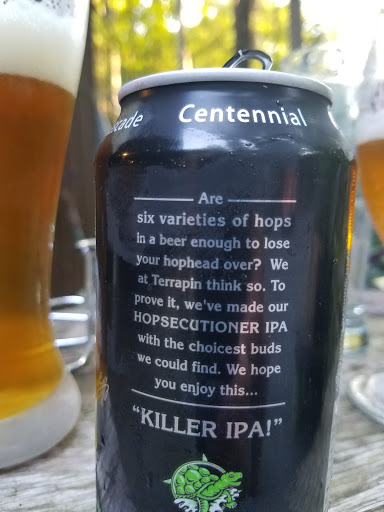 Centennial
Are
six varieties of hops
in a beer enough to lose
your hophead over? We
at Terrapin think so. To
prove it, we've made our
HOPSECUTIONER IPA
with the choicest buds
we could find. We hope
you enjoy this...
"KILLER IPA!"